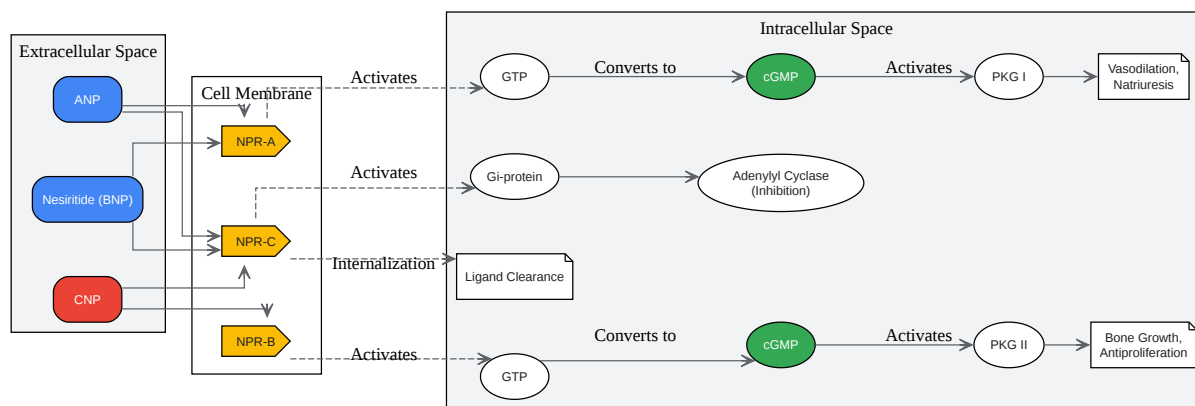 Extracellular Space
ANP
Nesiritide (BNP)
CNP
Cell Membrane
NPR-A
NPR-C
NPR-B
Intracellular Space
Activates
GTP
Converts to
cGMP
Activates
PKG I
Vasodilation,
Natriuresis
Activates
Gi-protein
Adenylyl Cyclase
(Inhibition)
Internalization
Ligand Clearance
Activates
GTP
Converts to
cGMP
Activates
PKG II
Bone Growth,
Antiproliferation